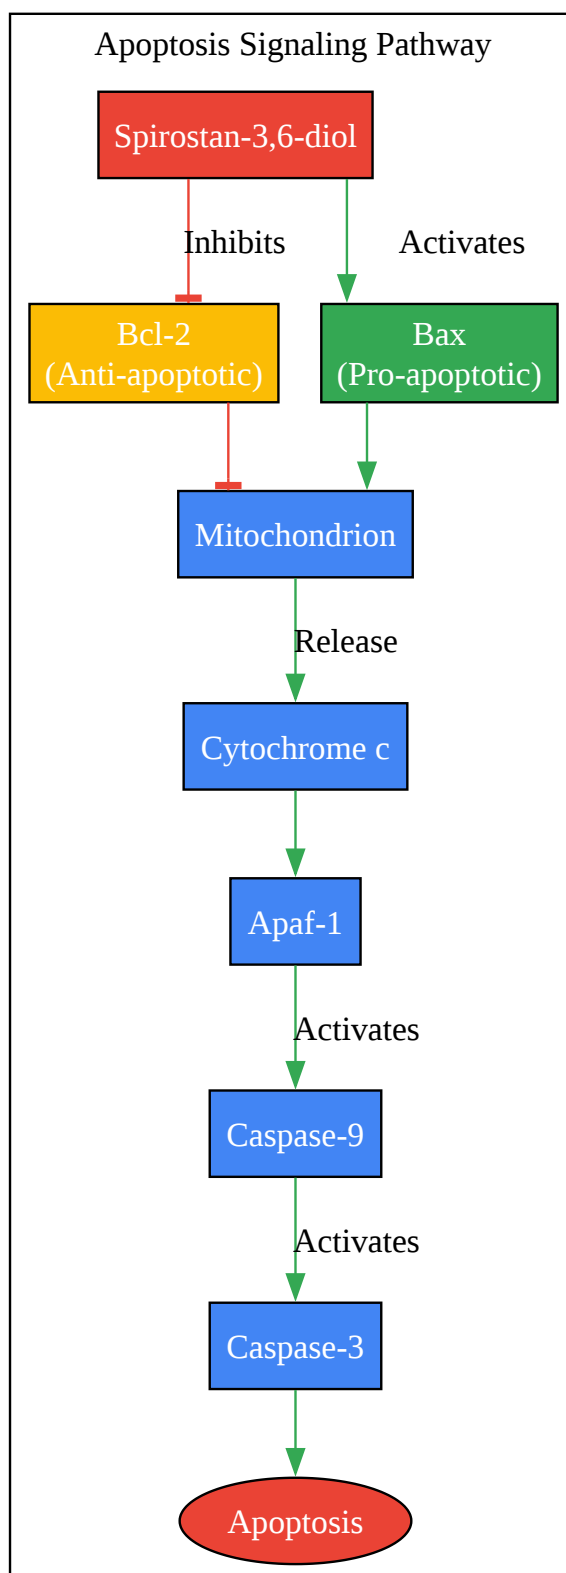 Apoptosis Signaling Pathway
Spirostan-3,6-diol
Inhibits
Activates
Bcl-2
(Anti-apoptotic)
Bax
(Pro-apoptotic)
Mitochondrion
Release
Cytochrome c
Apaf-1
Activates
Caspase-9
Activates
Caspase-3
Apoptosis